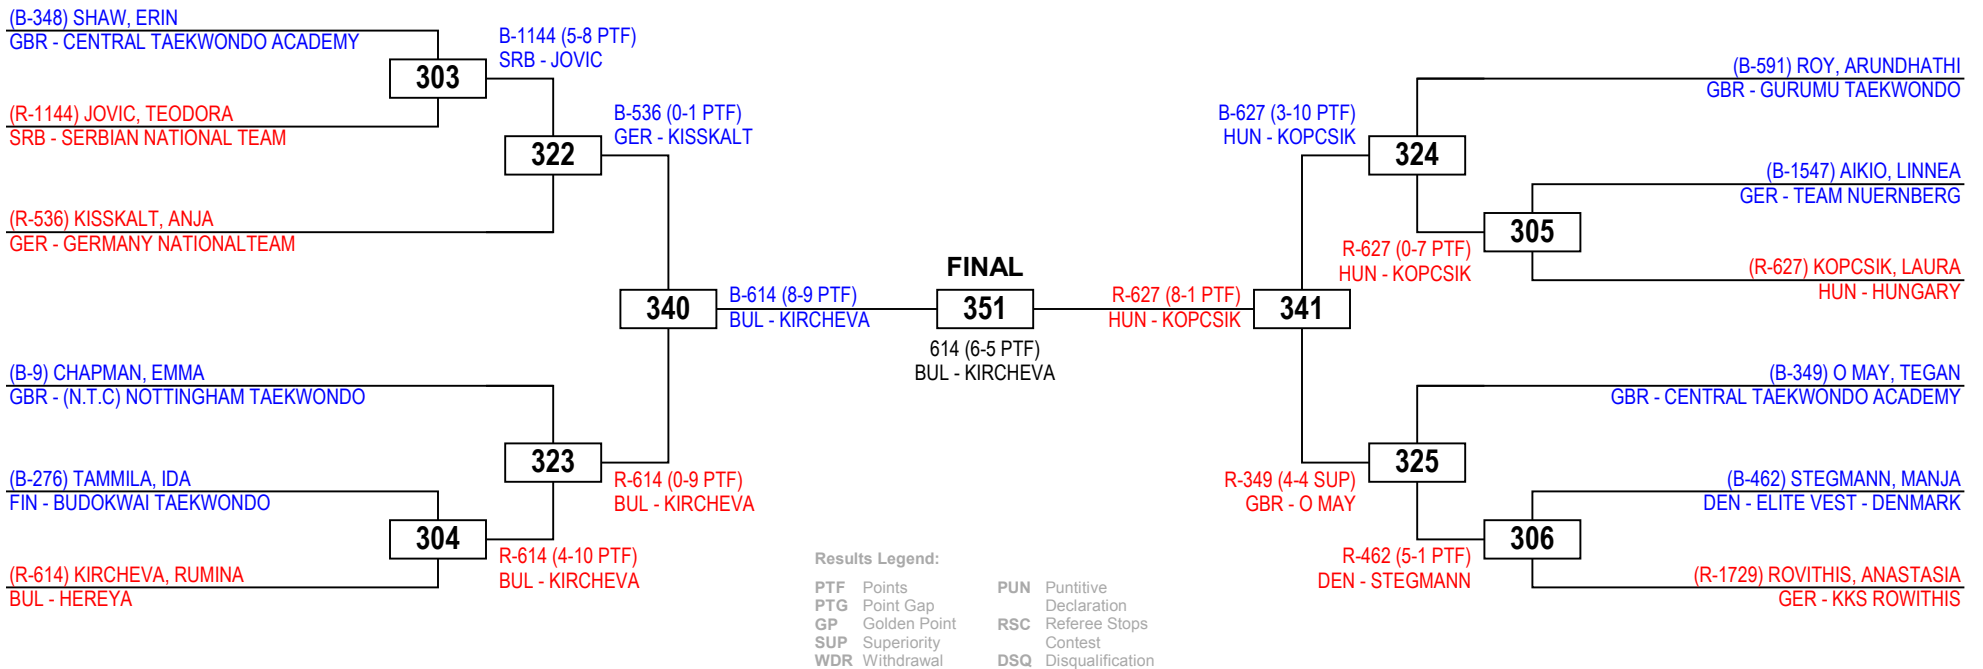 (B-348) SHAW, ERIN
GBR - CENTRAL TAEKWONDO ACADEMY
303
(R-1144) JOVIC, TEODORA
SRB - SERBIAN NATIONAL TEAM
B-1144 (5-8 PTF)
SRB - JOVIC
322
(R-536) KISSKALT, ANJA
GER - GERMANY NATIONALTEAM
B-536 (0-1 PTF)
GER - KISSKALT
340
(B-9) CHAPMAN, EMMA
GBR - (N.T.C) NOTTINGHAM TAEKWONDO
323
(B-276) TAMMILA, IDA
FIN - BUDOKWAI TAEKWONDO
304
(R-614) KIRCHEVA, RUMINA
BUL - HEREYA
R-614 (4-10 PTF)
BUL - KIRCHEVA
R-614 (0-9 PTF)
BUL - KIRCHEVA
B-614 (8-9 PTF)
BUL - KIRCHEVA
FINAL
351
614 (6-5 PTF)
BUL - KIRCHEVA
R-627 (8-1 PTF)
HUN - KOPCSIK
341
B-627 (3-10 PTF)
HUN - KOPCSIK
324
(B-591) ROY, ARUNDHATHI
GBR - GURUMU TAEKWONDO
(B-1547) AIKIO, LINNEA
GER - TEAM NUERNBERG
305
R-627 (0-7 PTF)
HUN - KOPCSIK
(R-627) KOPCSIK, LAURA
HUN - HUNGARY
(B-349) O MAY, TEGAN
GBR - CENTRAL TAEKWONDO ACADEMY
325
R-349 (4-4 SUP)
GBR - O MAY
(B-462) STEGMANN, MANJA
DEN - ELITE VEST - DENMARK
306
R-462 (5-1 PTF)
DEN - STEGMANN
(R-1729) ROVITHIS, ANASTASIA
GER - KKS ROWITHIS
Results Legend:
PTF Points
PTG Point Gap
GP Golden Point
SUP Superiority
WDR Withdrawal
PUN Puntitive
Declaration
RSC Referee Stops
Contest
DSQ Disqualification